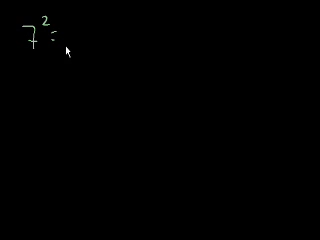 7² =